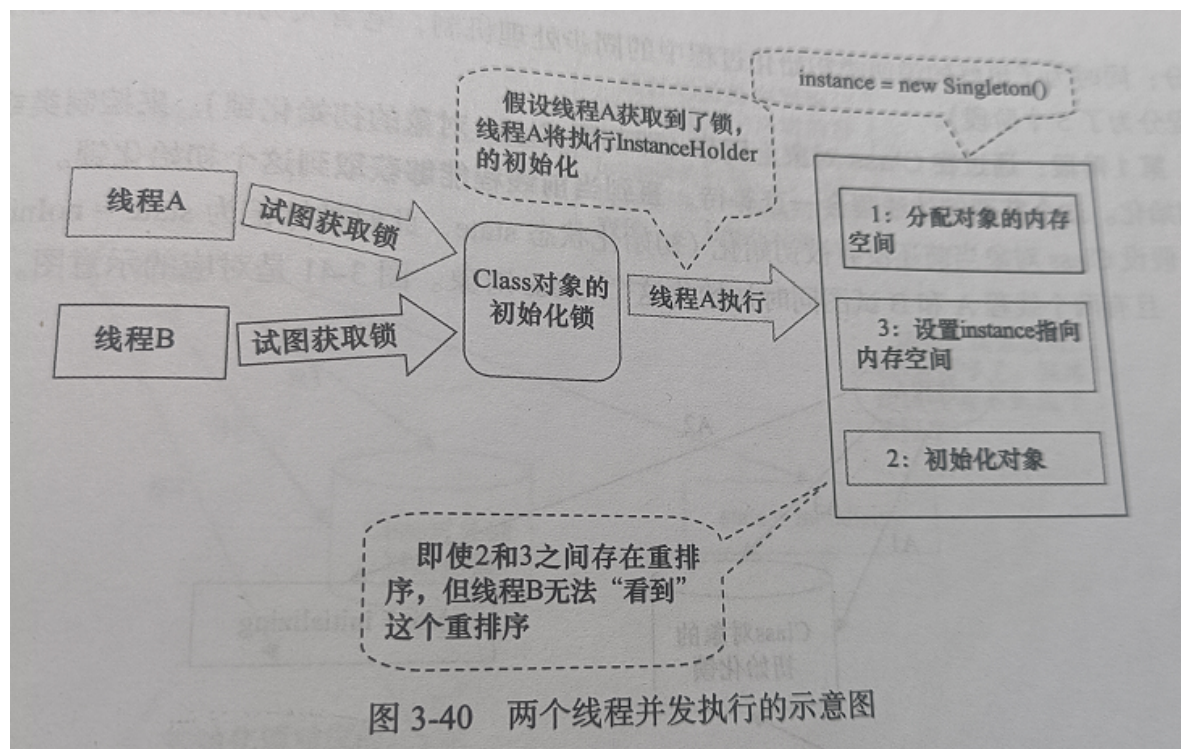 instance = new Singleton()
假设线程A获取到了锁，
线程A将执行InstanceHolder
的初始化
线程A
试图获取锁
线程B
试图获取锁
Class对象的
初始化锁
线程A执行
1：分配对象的内存
空间
3：设置instance指向
内存空间
2：初始化对象
即使2和3之间存在重排
序，但线程B无法“看到”
这个重排序
图 3-40 两个线程并发执行的示意图